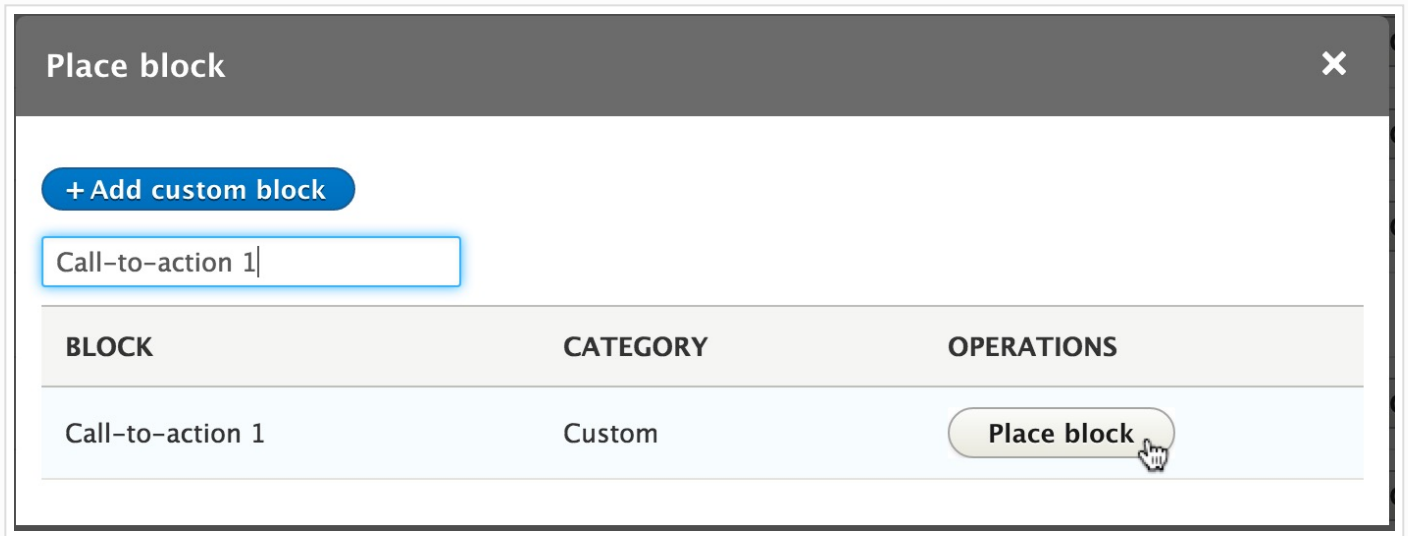 Place block
+ Add custom block
Call-to-action 1
BLOCK CATEGORY OPERATIONS
Call-to-action 1 Custom Place block